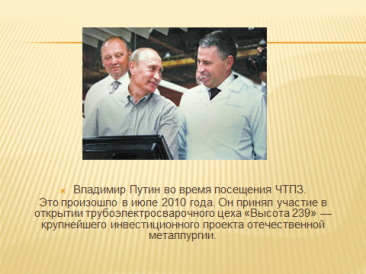 Владимир Путин во время посещения ЧТПЗ.
Это произошло в июле 2010 года. Он принял участие в
открытии трубоэлектросварочного цеха «Высота 239» —
крупнейшего инвестиционного проекта отечественной
металлургии.